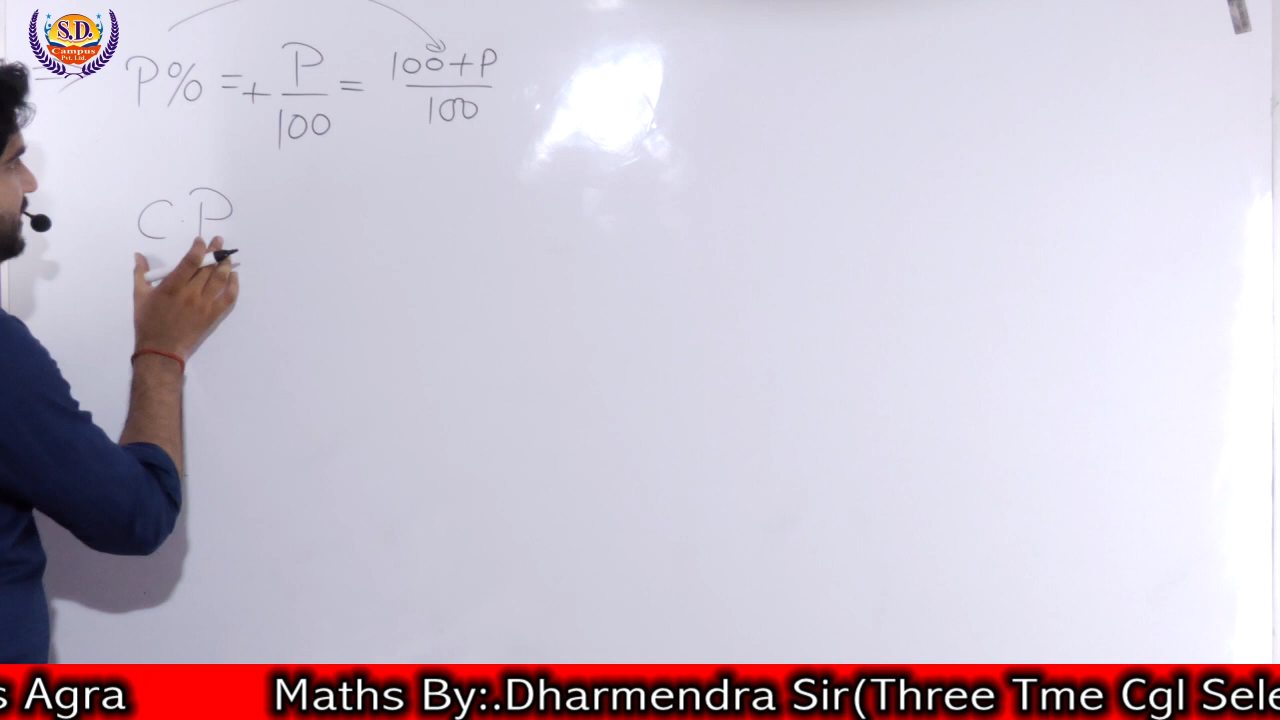 S.D.
Campus
Pvt. Ltd.
⇒ P% = + P/100 = 100+P/100
C.P
s Agra Maths By:.Dharmendra Sir(Three Tme Cgl Sele